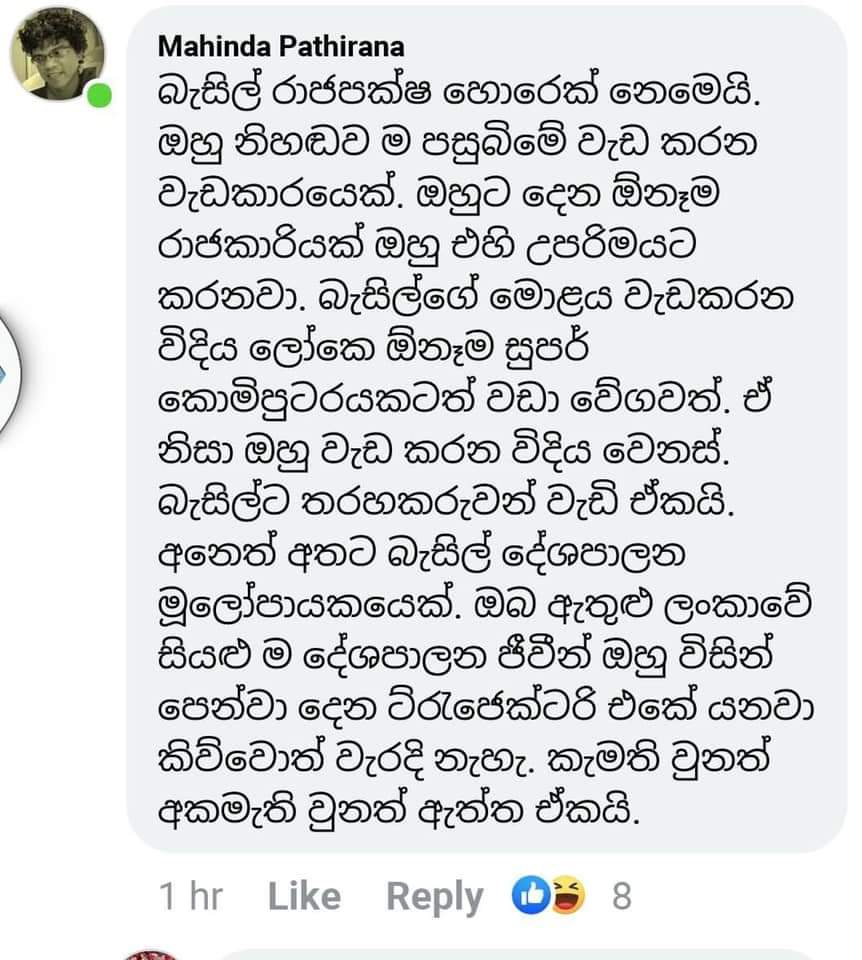 Mahinda Pathirana
බැසිල් රාජපක්ෂ හොරෙක් නෙමෙයි.
ඔහු නිහඬව ම පසුබිමේ වැඩ කරන
වැඩකාරයෙක්. ඔහුට දෙන ඕනෑම
රාජකාරියක් ඔහු එහි උපරිමයට
කරනවා. බැසිල්ගේ මොළය වැඩකරන
විදිය ලෝකෙ ඕනෑම සුපර්
කොම්පුටරයකටත් වඩා වේගවත්. ඒ
නිසා ඔහු වැඩ කරන විදිය වෙනස්.
බැසිල්ට තරහකරුවන් වැඩි ඒකයි.
අනෙත් අතට බැසිල් දේශපාලන
මූලෝපායකයෙක්. ඔබ ඇතුළු ලංකාවේ
සියළු ම දේශපාලන ජීවීන් ඔහු විසින්
පෙන්වා දෙන ට්රැජෙක්ටරි එකේ යනවා
කිව්වොත් වැරදි නැහැ. කැමති වුනත්
අකමැති වුනත් ඇත්ත ඒකයි.
1 hr Like Reply 8